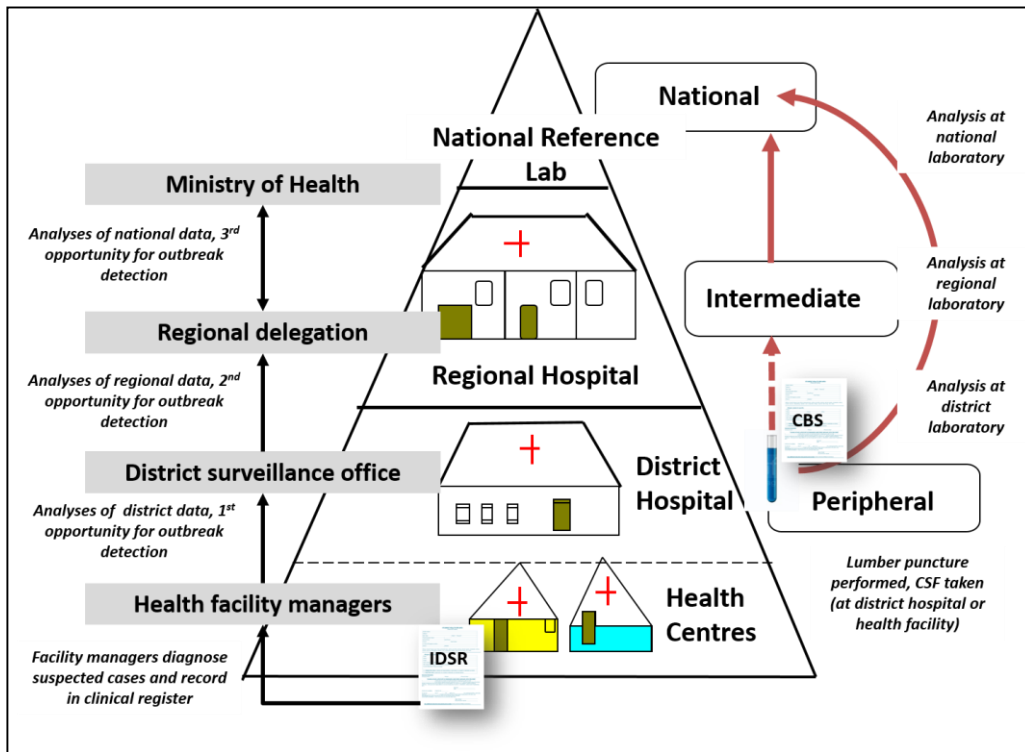 National
National Reference
Lab
Analysis at
national
laboratory
Ministry of Health
Analyses of national data, 3rd
opportunity for outbreak
detection
Intermediate
Analysis at
regional
laboratory
Regional delegation
Analyses of regional data, 2nd
opportunity for outbreak
detection
Regional Hospital
Analysis at
district
laboratory
CBS
District surveillance office
Analyses of district data, 1st
opportunity for outbreak
detection
District
Hospital
Peripheral
Lumber puncture
performed, CSF taken
(at district hospital or
health facility)
Health facility managers
Health
Centres
IDSR
Facility managers diagnose
suspected cases and record
in clinical register